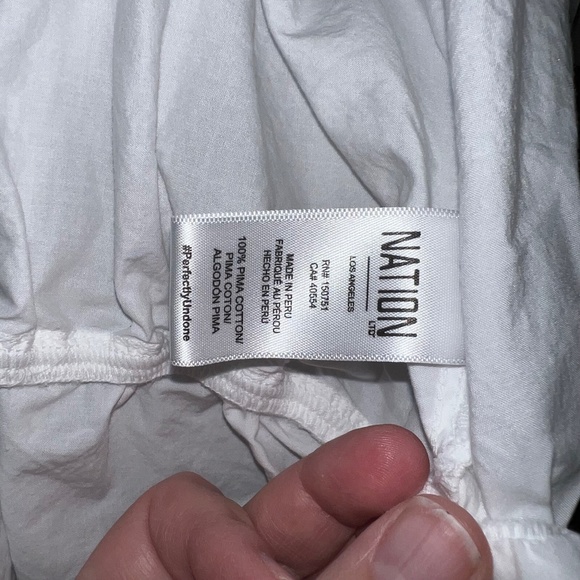 NATION
LTD
LOS ANGELES
RN# 150751
CA# 40554
MADE IN PERU
FABRIQUÉ AU PÉROU
HECHO EN PERÚ
100% PIMA COTTON/
PIMA COTON/
ALGODÓN PIMA
#PerfectlyUndone